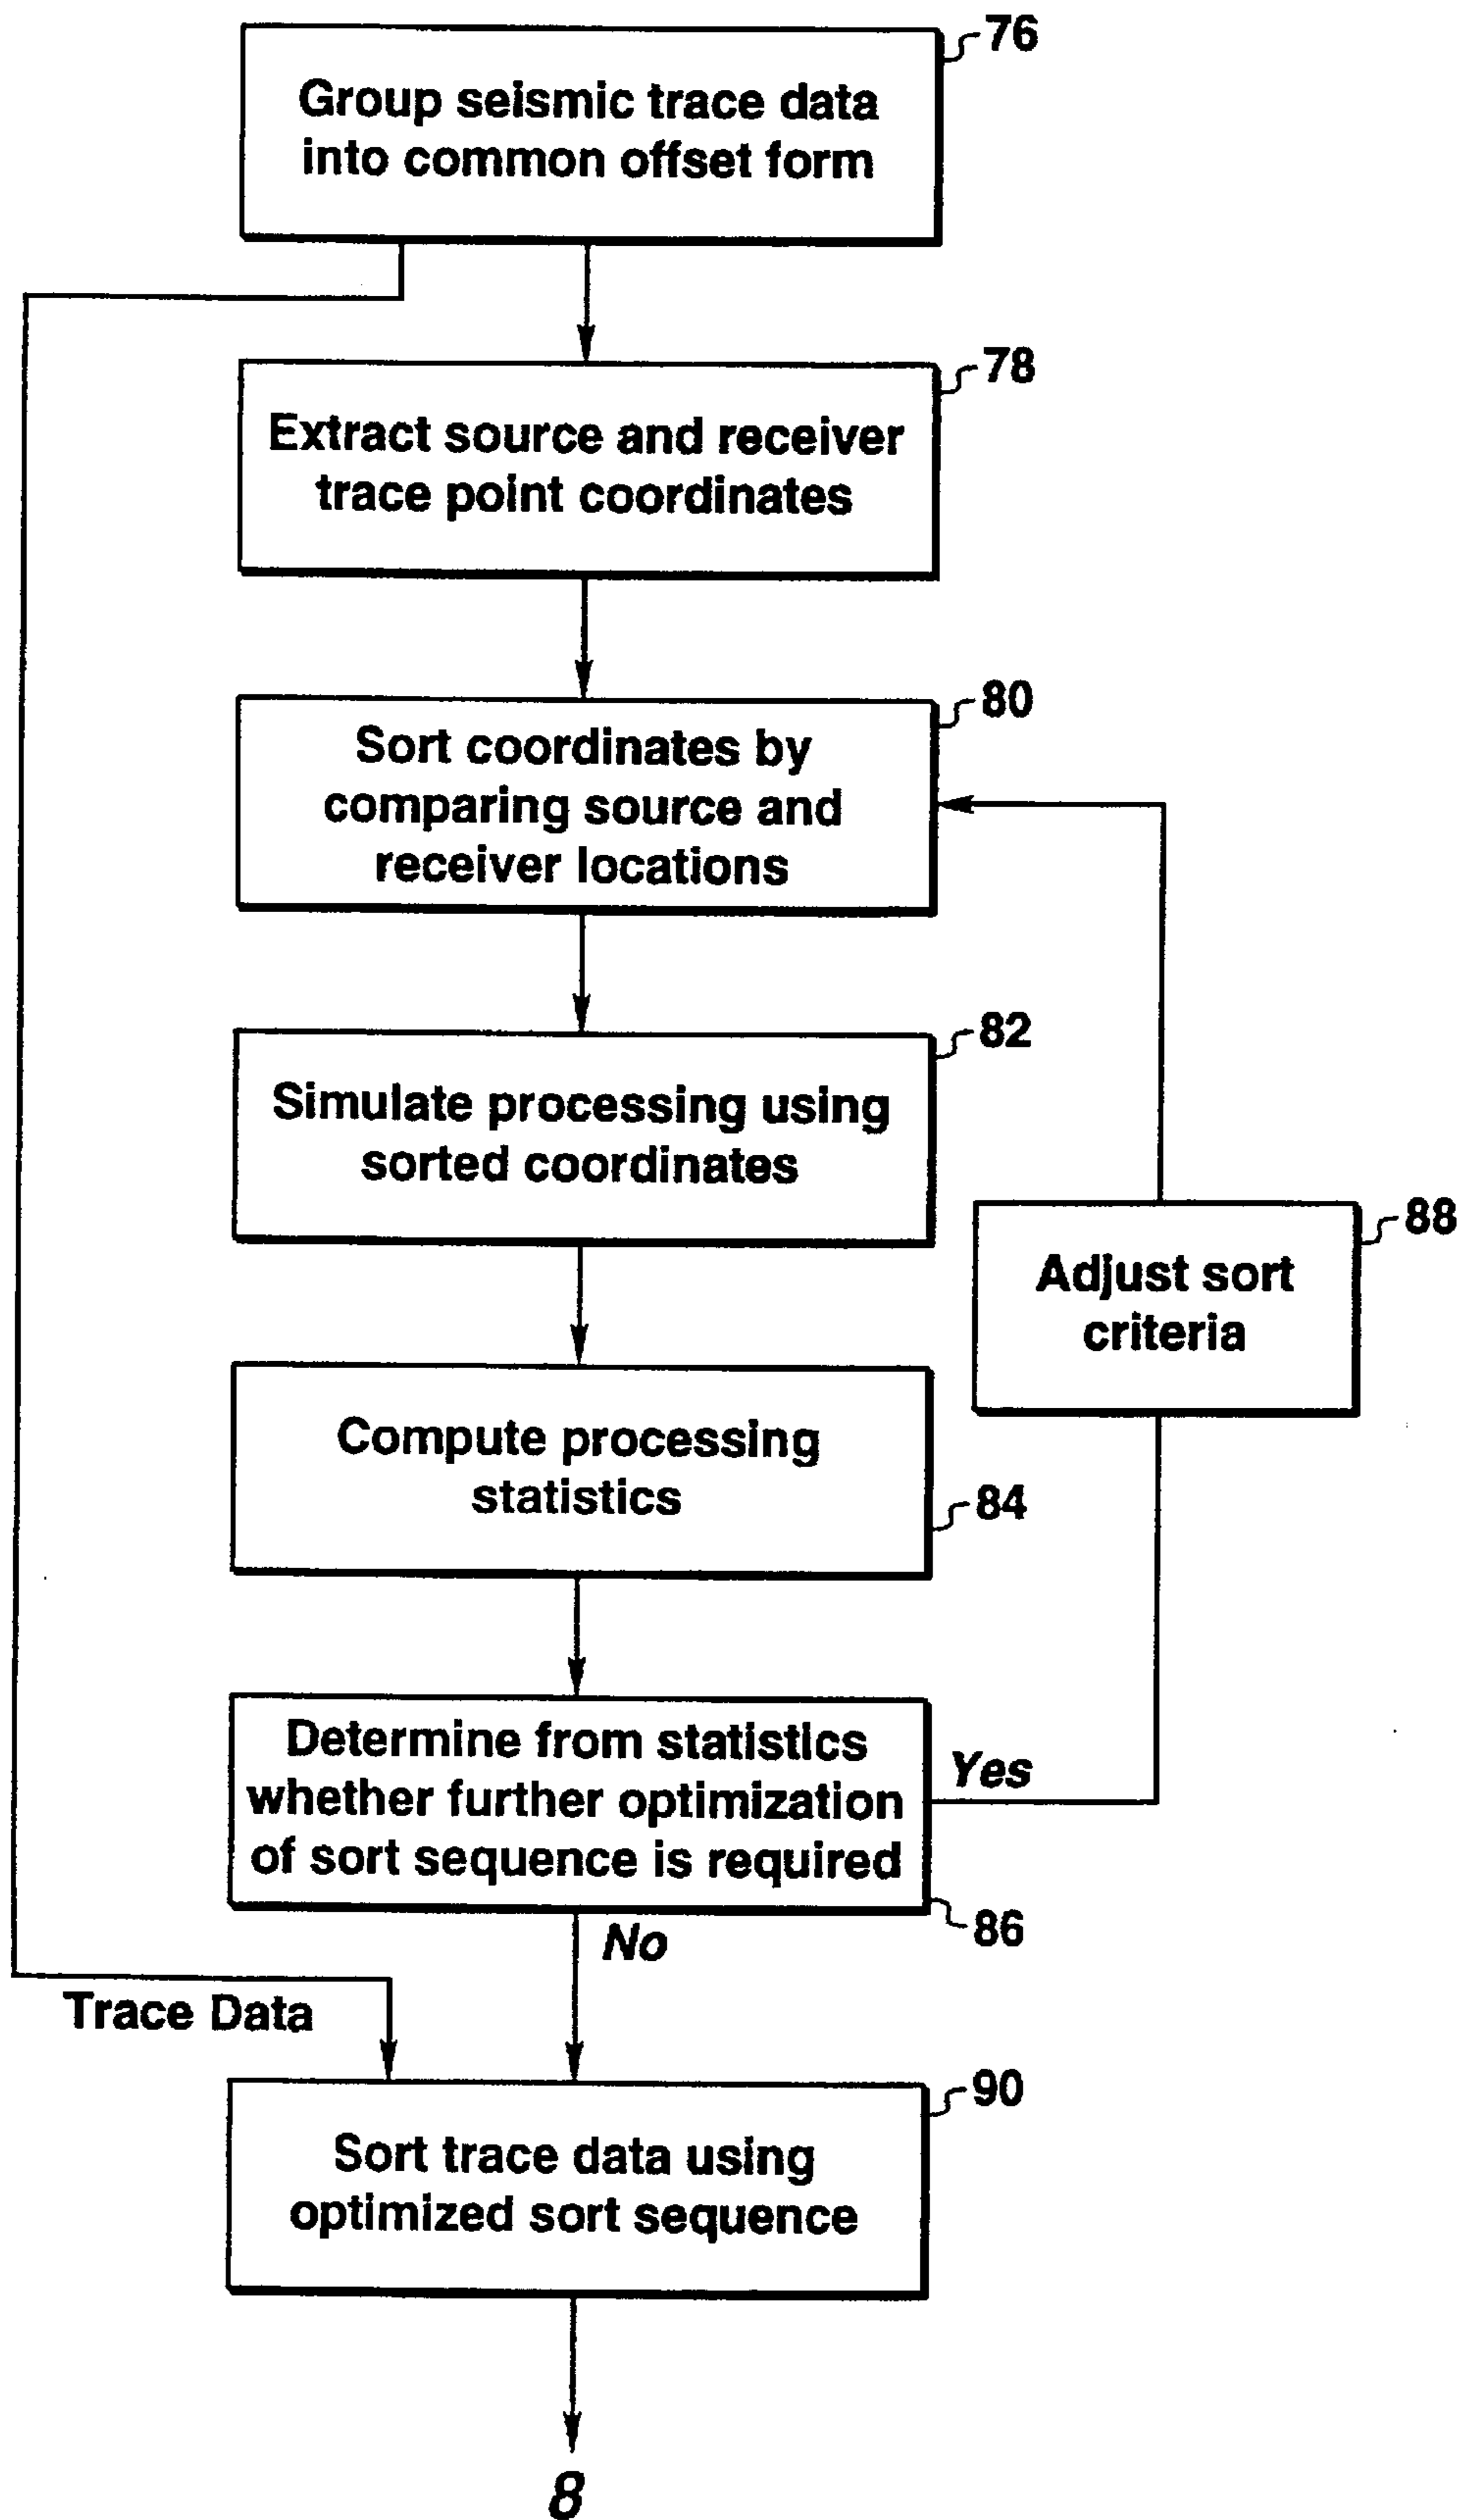 76
Group seismic trace data
into common offset form
78
Extract source and receiver
trace point coordinates
80
Sort coordinates by
comparing source and
receiver locations
82
Simulate processing using
sorted coordinates
88
Adjust sort
criteria
Compute processing
statistics
84
Determine from statistics
whether further optimization
of sort sequence is required
Yes
86
No
Trace Data
90
Sort trace data using
optimized sort sequence
8